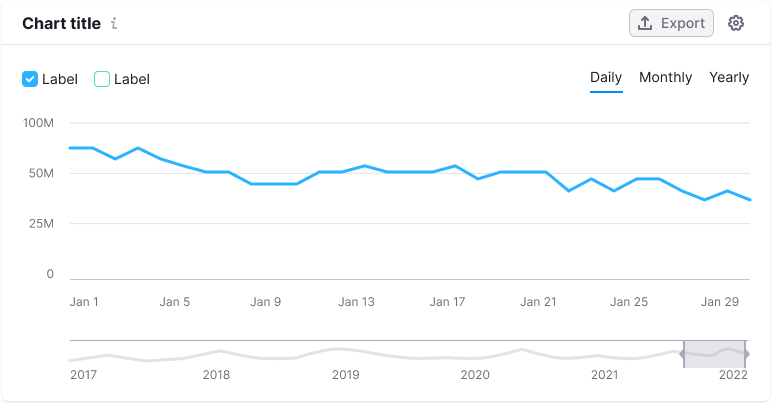 Chart title i Export
Label Label Daily Monthly Yearly
100M
50M
25M
0
Jan 1 Jan 5 Jan 9 Jan 13 Jan 17 Jan 21 Jan 25 Jan 29
2017 2018 2019 2020 2021 2022